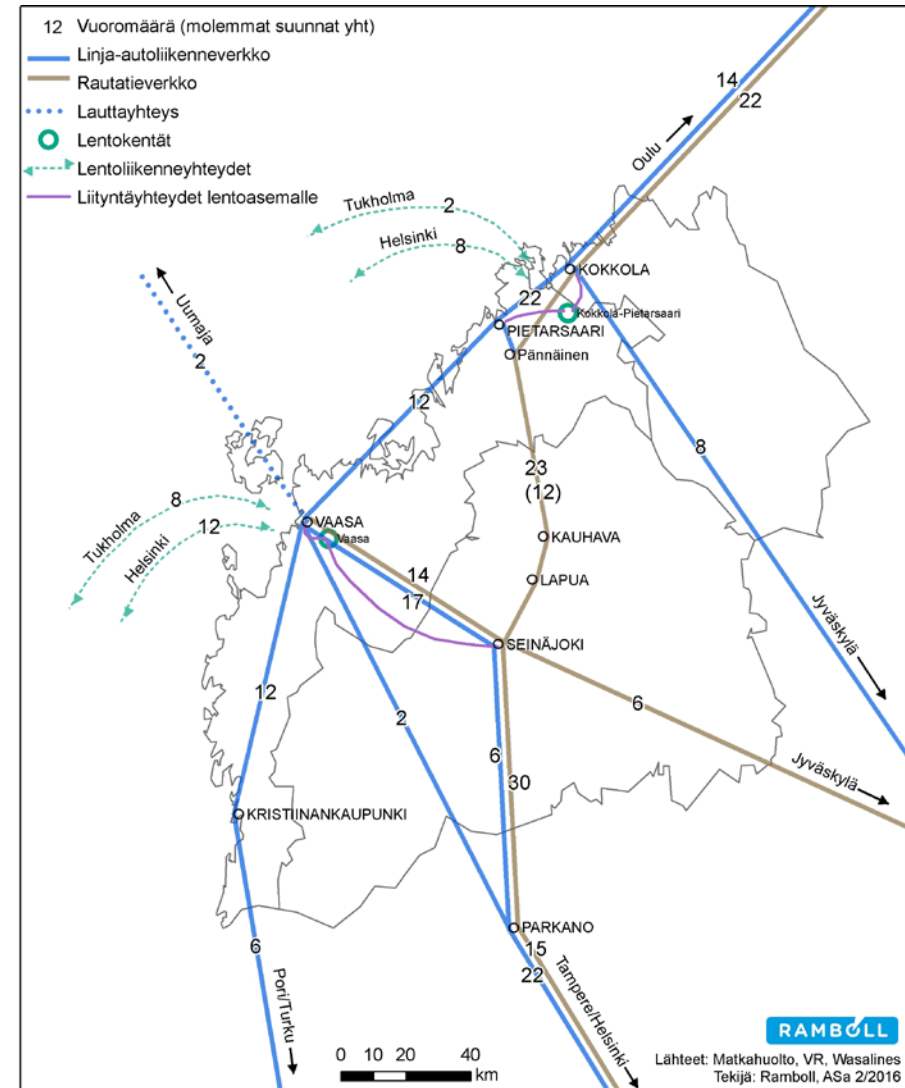 12 Vuoromäärä (molemmat suunnat yht)
Linja-autoliikenneverkko
Rautatieverkko
Lauttayhteys
Lentokentät
Lentoliikenneyhteydet
Liityntäyhteydet lentoasemalle
14
22
Oulu
Tukholma
2
Helsinki
8
KOKKOLA
22
Kokkola-Pietarsaari
PIETARSAARI
Pännäinen
Uumaja
2
12
8
23
(12)
Tukholma
8
Helsinki
12
VAASA
Vaasa
KAUHAVA
LAPUA
14
17
SEINÄJOKI
Jyväskylä
12
2
6
6
30
Jyväskylä
KRISTIINANKAUPUNKI
PARKANO
6
15
22
Pori/Turku
Tampere/Helsinki
RAMBOLL
0 10 20 40
km
Lähteet: Matkahuolto, VR, Wasalines
Tekijä: Ramboll, ASa 2/2016